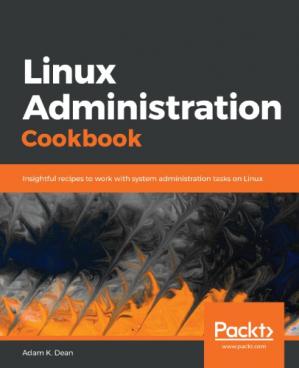 Linux
Administration
Cookbook
Insightful recipes to work with system administration tasks on Linux
Packt>
www.packt.com
Adam K. Dean